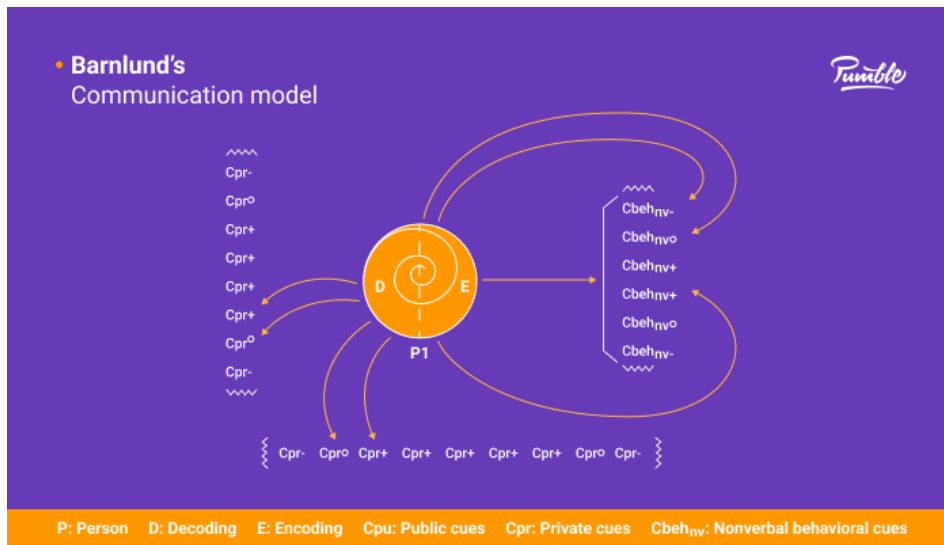 Barnlund's
Communication model
Pumble
Cpr-
Cpro
Cpr+
Cpr+
Cpr+
Cpr+
Cpro
Cpr-
D
E
P1
Cbehnv-
Cbehnvo
Cbehnv+
Cbehnv+
Cbehnvo
Cbehnv-
Cpr- Cpro Cpr+ Cpr+ Cpr+ Cpr+ Cpr+ Cpro Cpr-
P: Person D: Decoding E: Encoding Cpu: Public cues Cpr: Private cues Cbehnv: Nonverbal behavioral cues